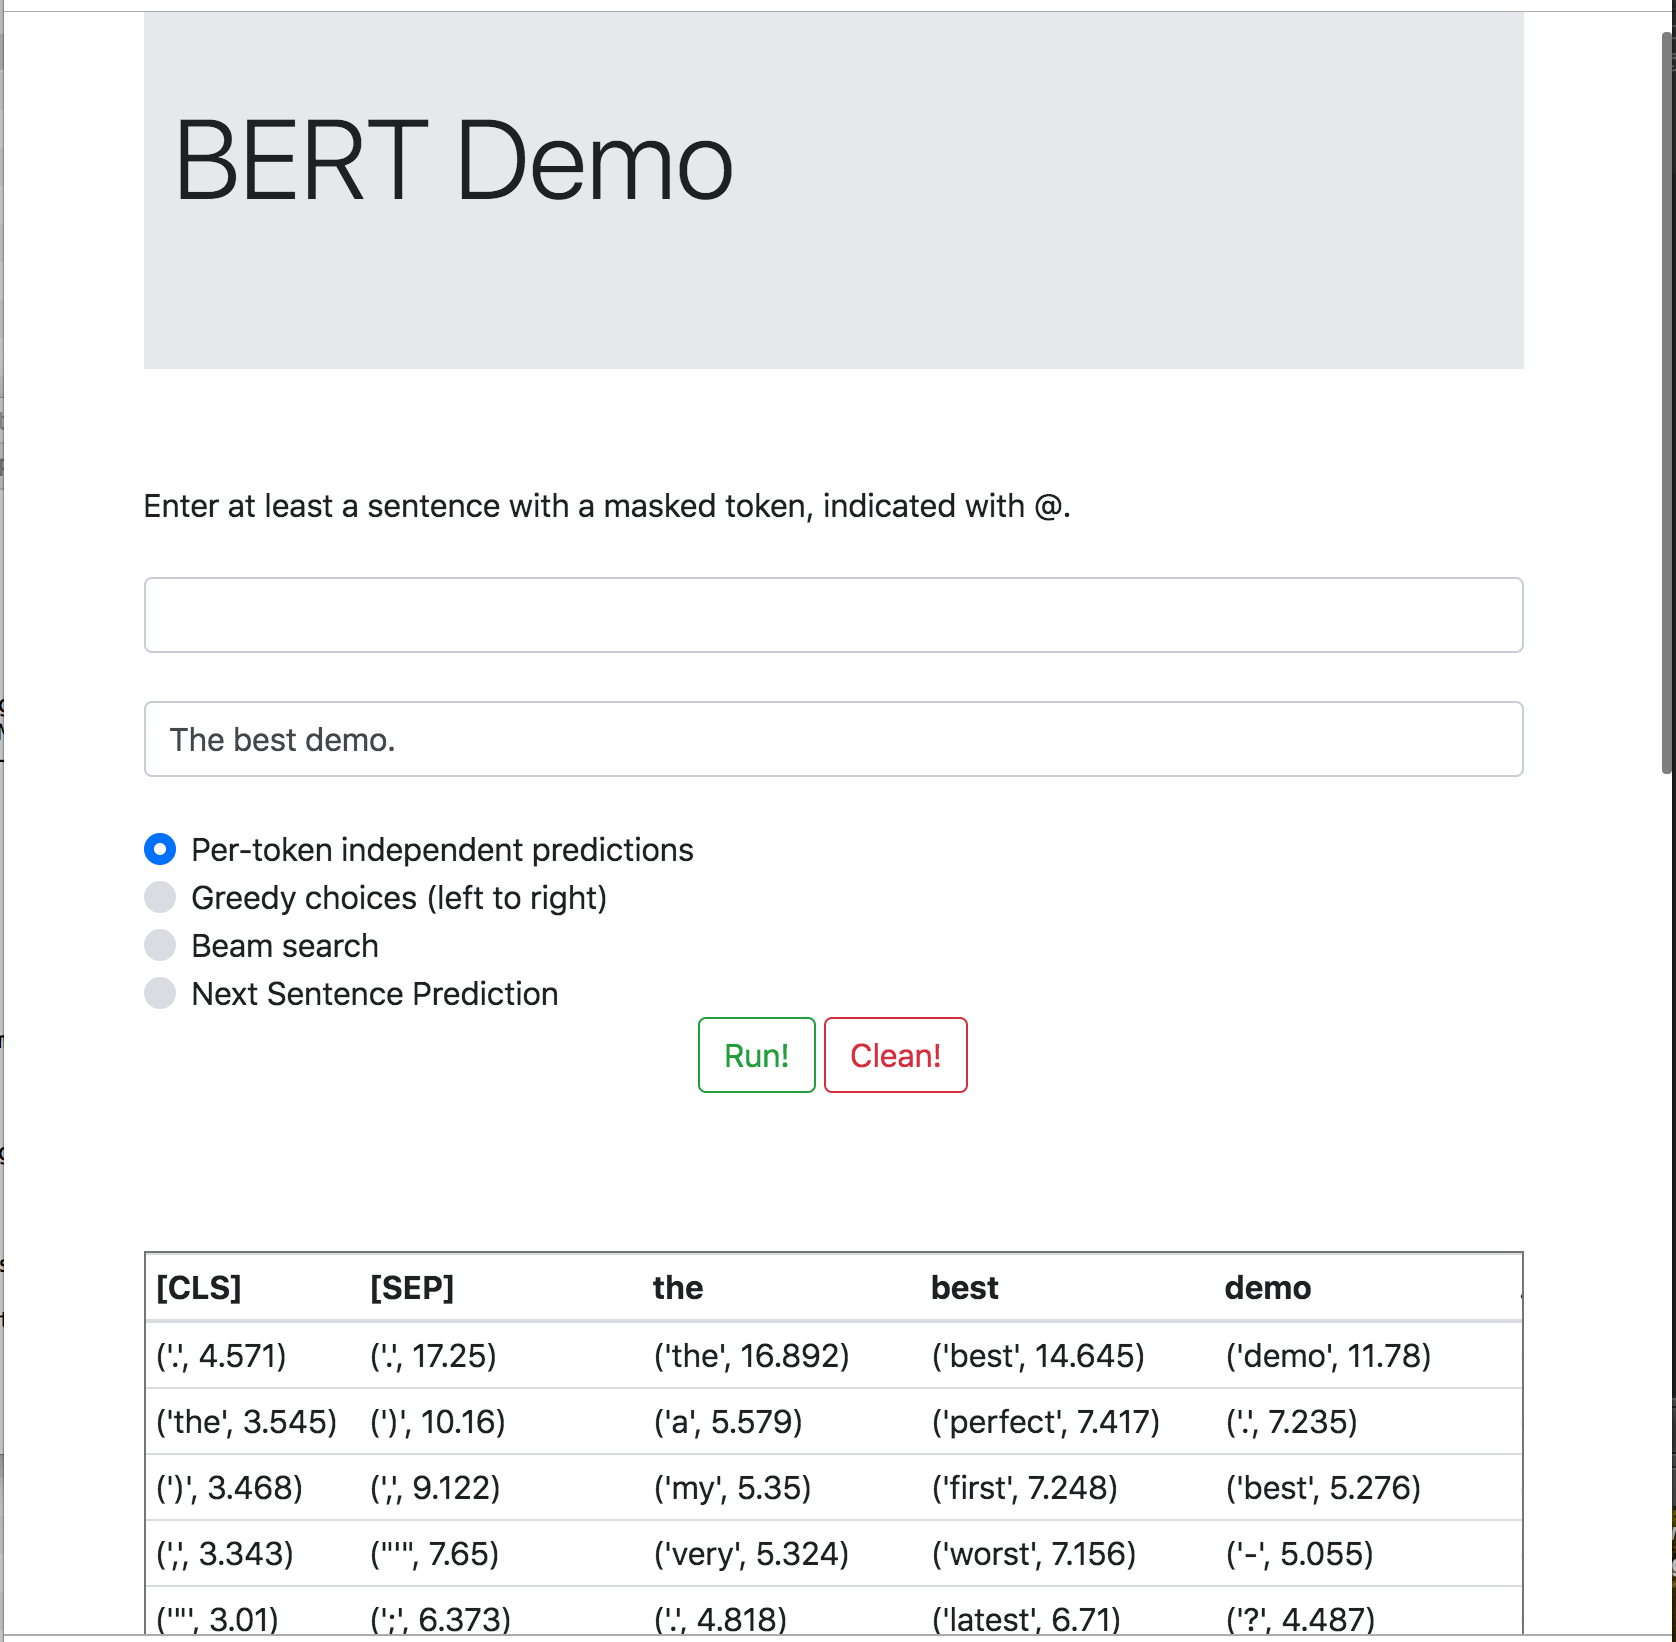 BERT Demo
Enter at least a sentence with a masked token, indicated with @.
The best demo.
Per-token independent predictions
Greedy choices (left to right)
Beam search
Next Sentence Prediction
Run! Clean!
[CLS] [SEP] the best demo
('.', 4.571) ('.', 17.25) ('the', 16.892) ('best', 14.645) ('demo', 11.78)
('the', 3.545) (')', 10.16) ('a', 5.579) ('perfect', 7.417) ('.', 7.235)
(')', 3.468) (',', 9.122) ('my', 5.35) ('first', 7.248) ('best', 5.276)
(',', 3.343) ("'", 7.65) ('very', 5.324) ('worst', 7.156) ('-', 5.055)
('"', 3.01) (';', 6.373) ('.', 4.818) ('latest', 6.71) ('?', 4.487)